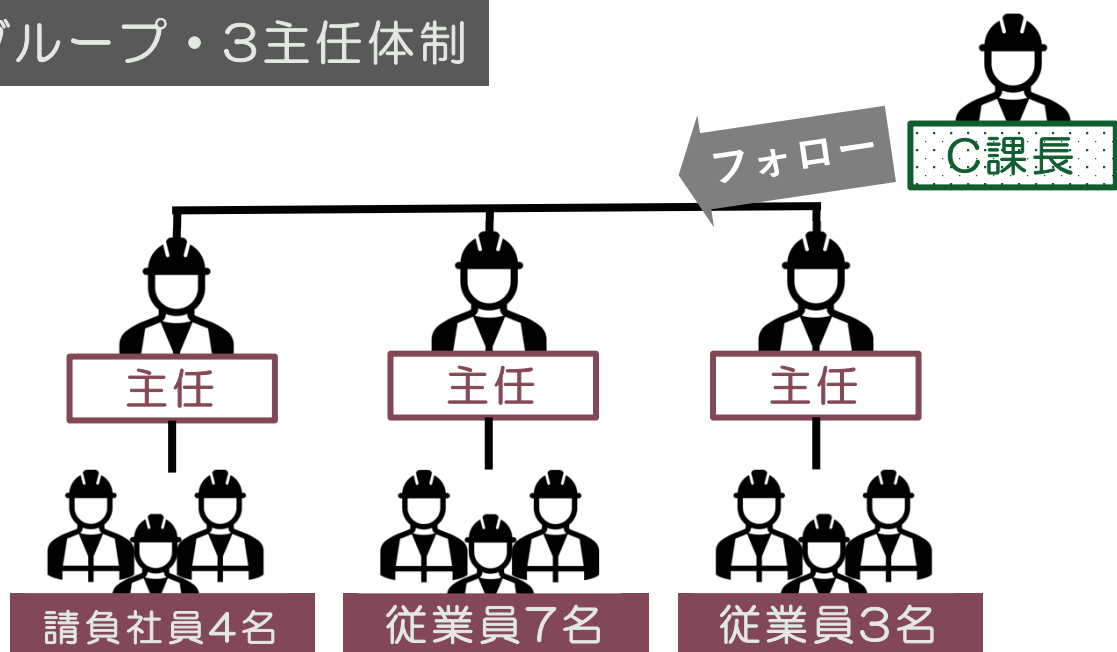 グループ・3主任体制
C課長
フォロー
主任
主任
主任
請負社員4名
従業員7名
従業員3名